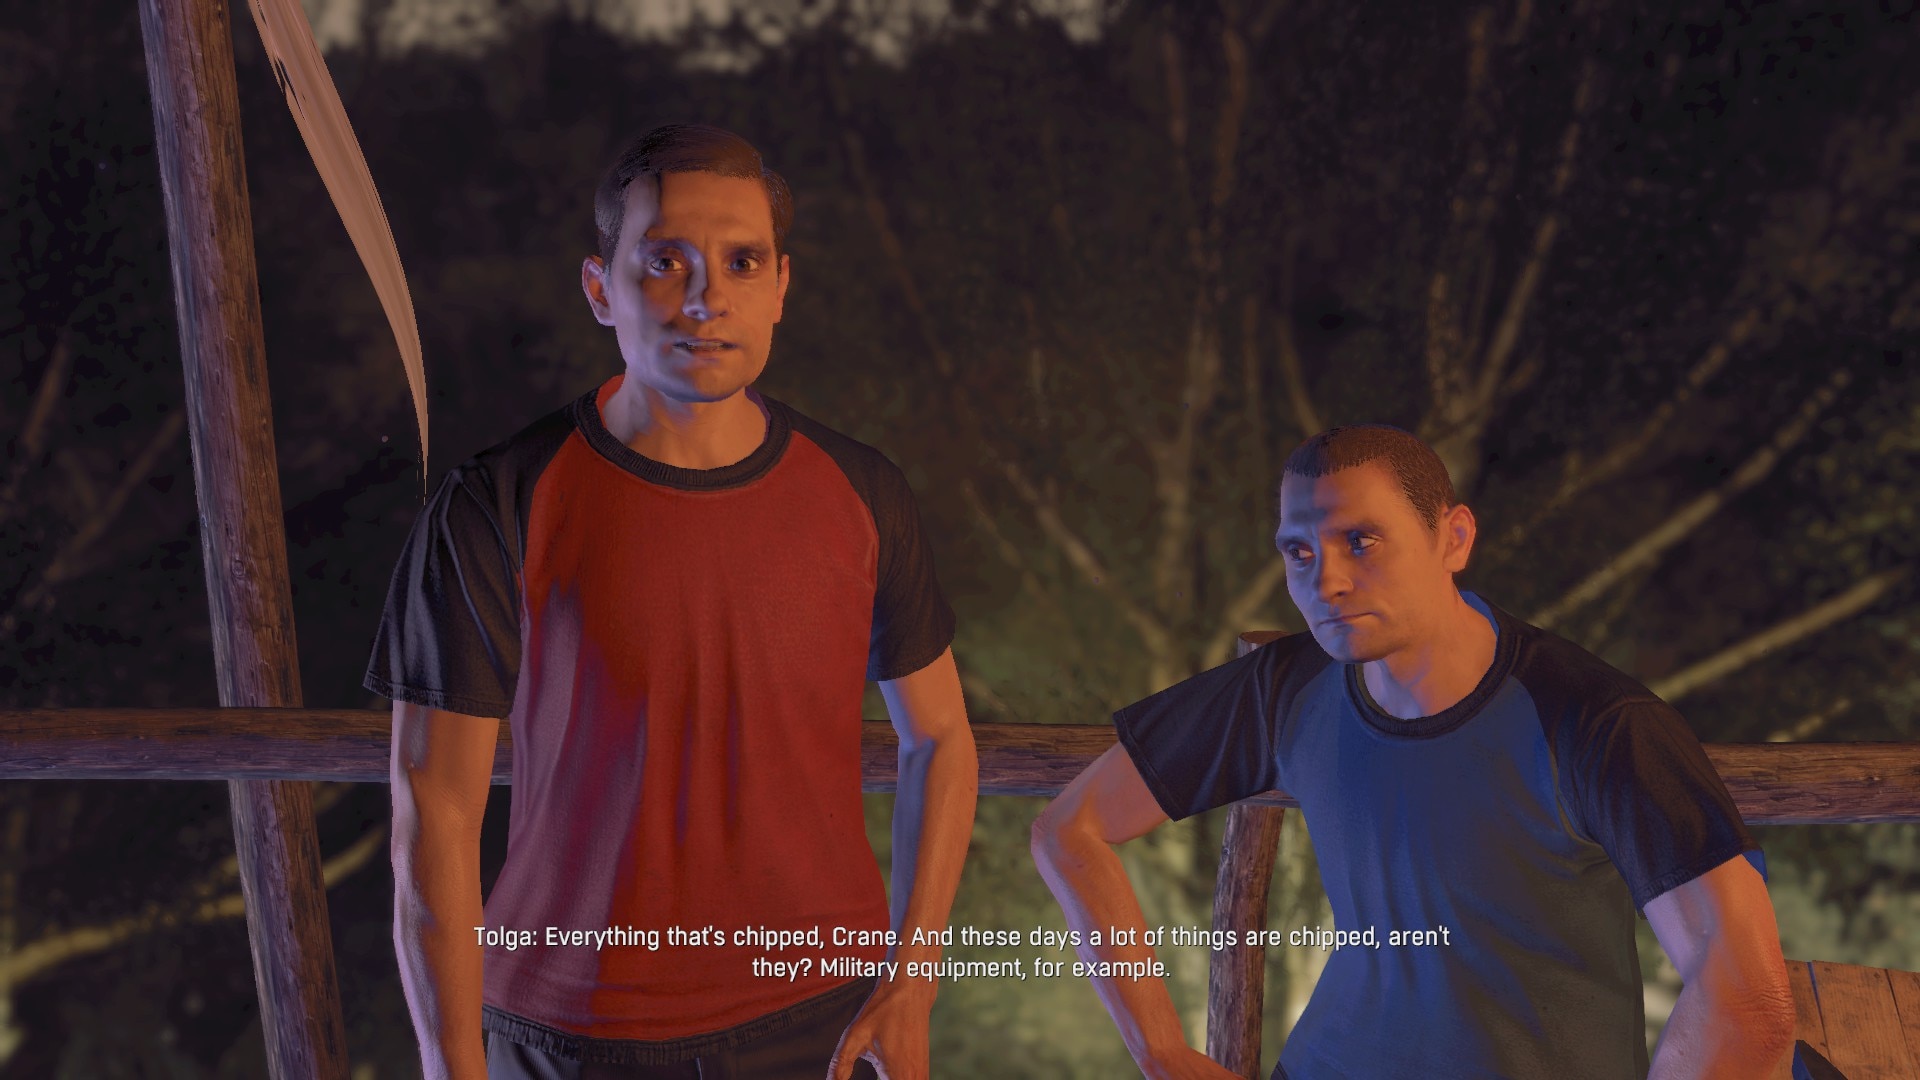 Tolga: Everything that's chipped, Crane. And these days a lot of things are chipped, aren't
they? Military equipment, for example.